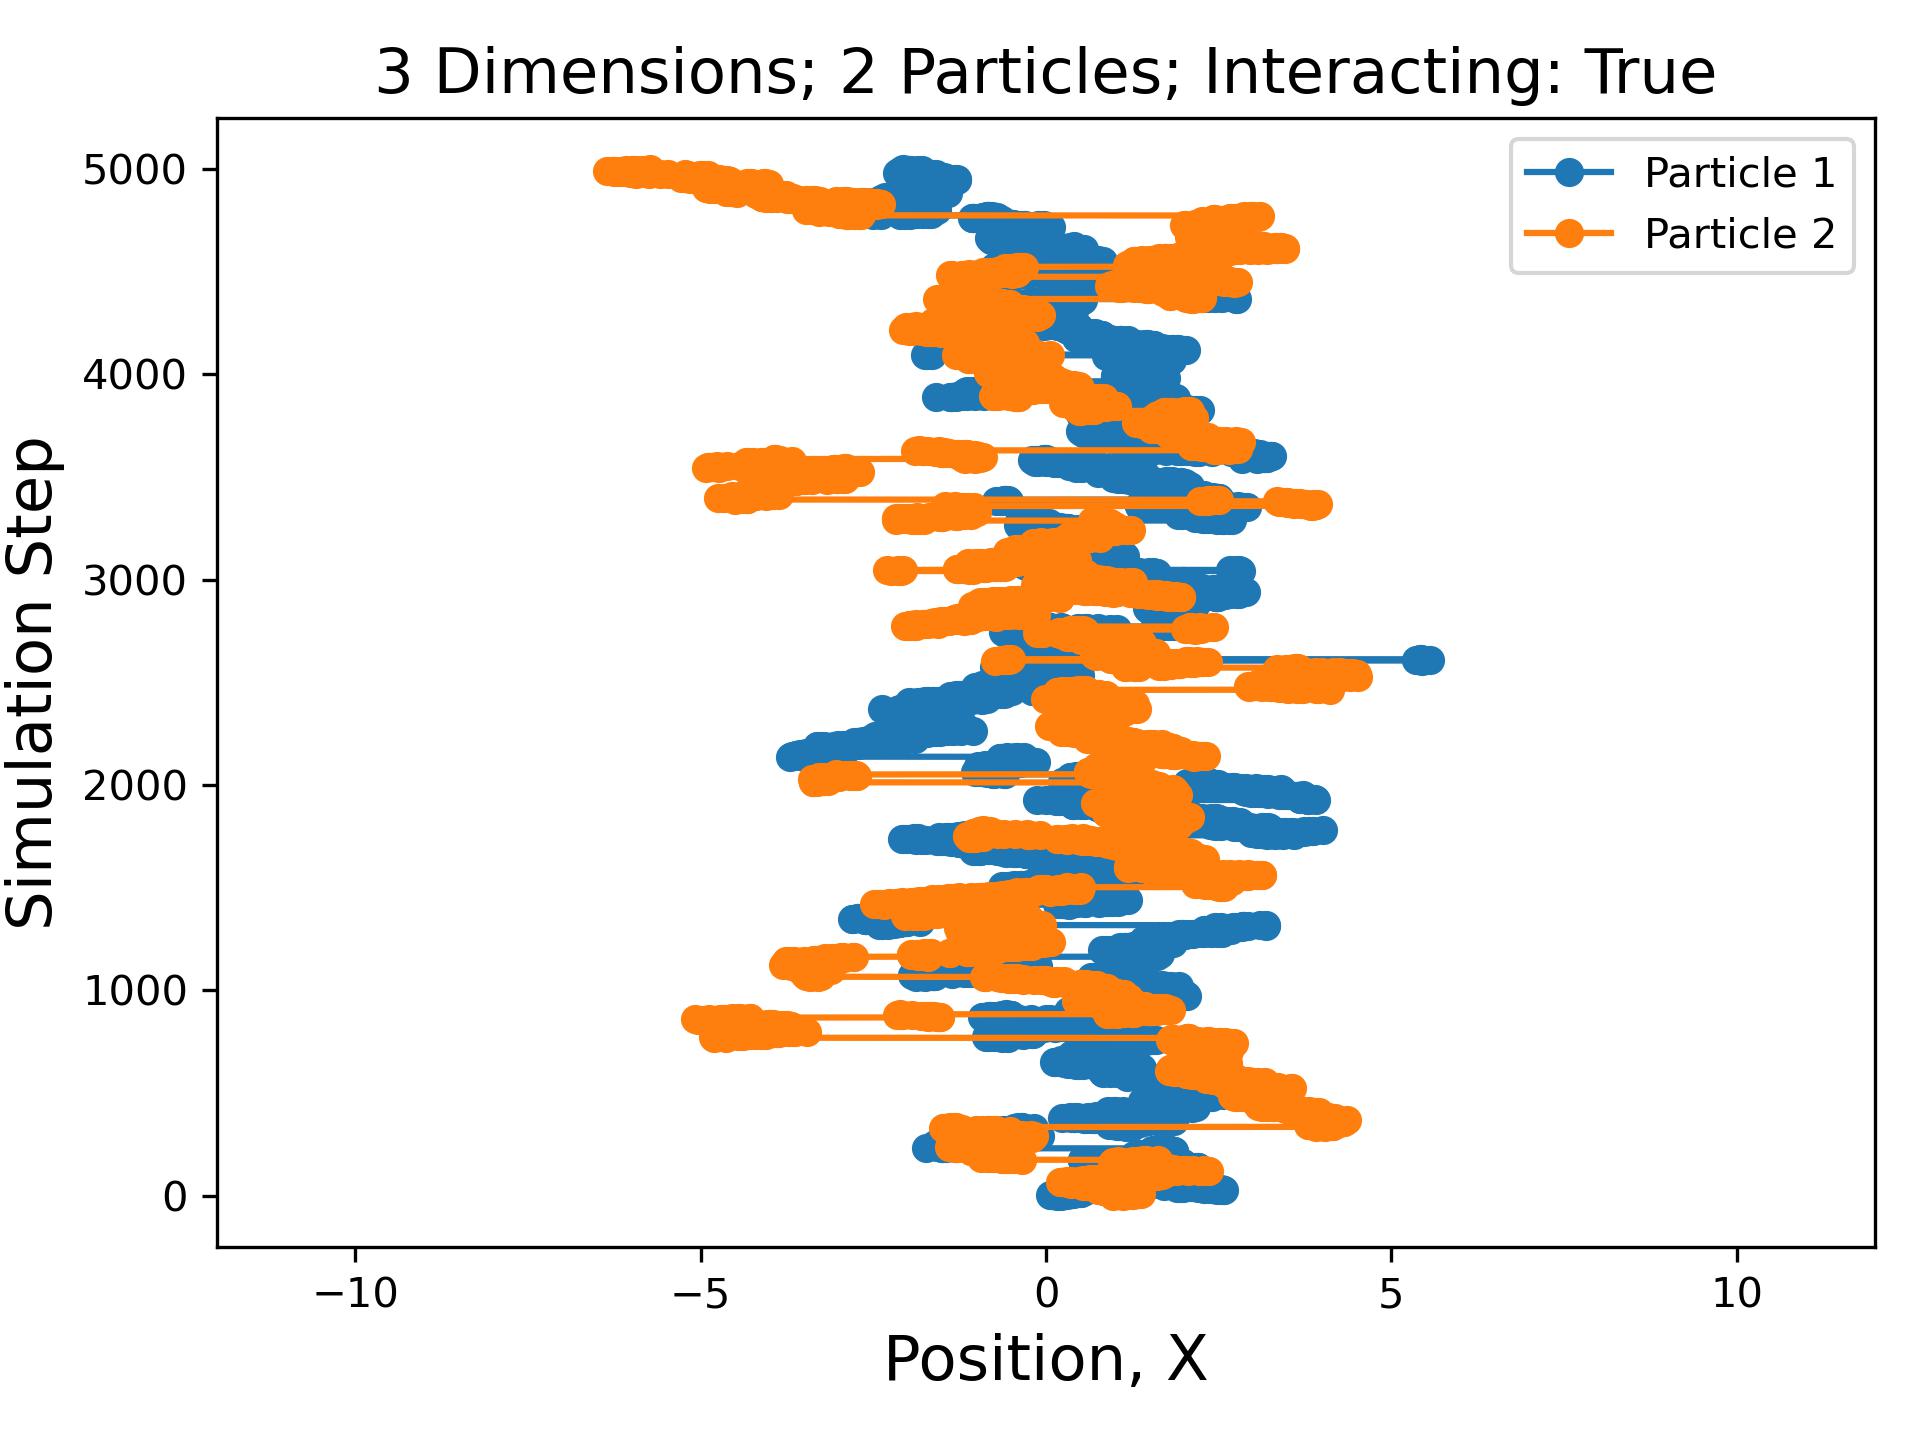 3 Dimensions; 2 Particles; Interacting: True
Particle 1
Particle 2
5000
4000
3000
2000
1000
0
Simulation Step
−10 −5 0 5 10
Position, X